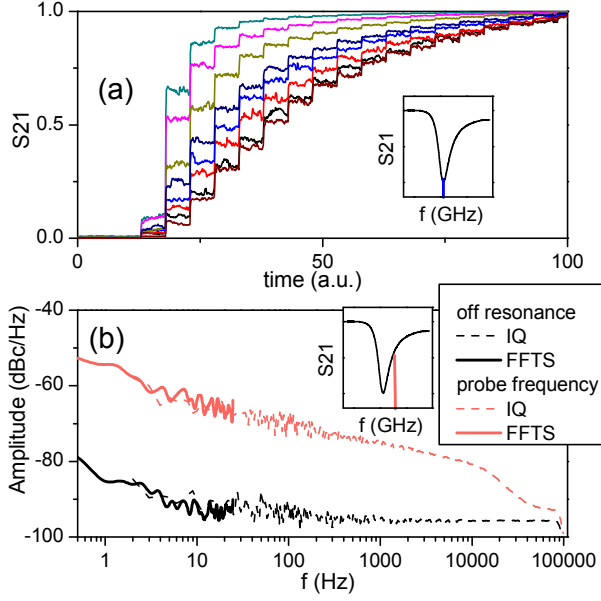 1.0
(a)
S21
0.5
S21
f (GHz)
0.0
0
50
100
time (a.u.)
-40
(b)
S21
f (GHz)
off resonance
IQ
FFTS
probe frequency
IQ
FFTS
Amplitude (dBc/Hz)
-60
-80
-100
1
10
100
1000
10000
100000
f (Hz)